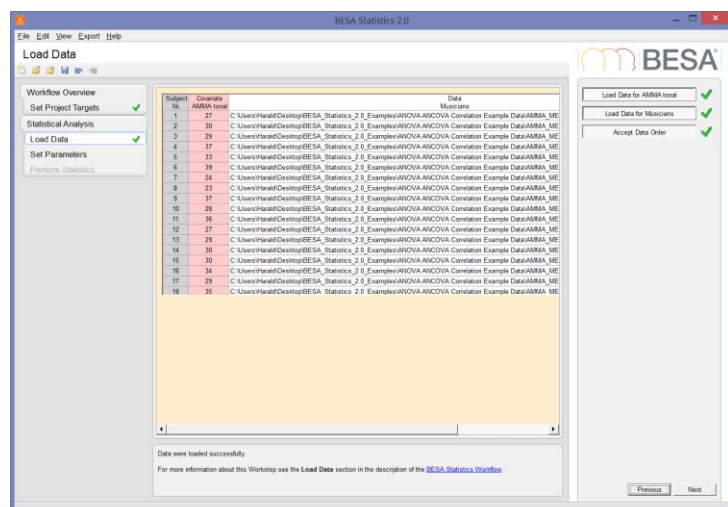 BESA Statistics 2.0
File Edit View Export Help
Load Data
BESA
Workflow Overview
Set Project Targets
Statistical Analysis
Load Data
Set Parameters
Perform Statistics
Subject Nr. Covariate AMMA tonal Data Musicians
1 27 C:\Users\Harald\Desktop\BESA_Statistics_2.0_Examples\ANOVA ANCOVA Correlation Example Data\AMMA_ME
2 30 C:\Users\Harald\Desktop\BESA_Statistics_2.0_Examples\ANOVA ANCOVA Correlation Example Data\AMMA_ME
3 29 C:\Users\Harald\Desktop\BESA_Statistics_2.0_Examples\ANOVA ANCOVA Correlation Example Data\AMMA_ME
4 37 C:\Users\Harald\Desktop\BESA_Statistics_2.0_Examples\ANOVA ANCOVA Correlation Example Data\AMMA_ME
5 33 C:\Users\Harald\Desktop\BESA_Statistics_2.0_Examples\ANOVA ANCOVA Correlation Example Data\AMMA_ME
6 39 C:\Users\Harald\Desktop\BESA_Statistics_2.0_Examples\ANOVA ANCOVA Correlation Example Data\AMMA_ME
7 24 C:\Users\Harald\Desktop\BESA_Statistics_2.0_Examples\ANOVA ANCOVA Correlation Example Data\AMMA_ME
8 23 C:\Users\Harald\Desktop\BESA_Statistics_2.0_Examples\ANOVA ANCOVA Correlation Example Data\AMMA_ME
9 37 C:\Users\Harald\Desktop\BESA_Statistics_2.0_Examples\ANOVA ANCOVA Correlation Example Data\AMMA_ME
10 28 C:\Users\Harald\Desktop\BESA_Statistics_2.0_Examples\ANOVA ANCOVA Correlation Example Data\AMMA_ME
11 36 C:\Users\Harald\Desktop\BESA_Statistics_2.0_Examples\ANOVA ANCOVA Correlation Example Data\AMMA_ME
12 27 C:\Users\Harald\Desktop\BESA_Statistics_2.0_Examples\ANOVA ANCOVA Correlation Example Data\AMMA_ME
13 29 C:\Users\Harald\Desktop\BESA_Statistics_2.0_Examples\ANOVA ANCOVA Correlation Example Data\AMMA_ME
14 30 C:\Users\Harald\Desktop\BESA_Statistics_2.0_Examples\ANOVA ANCOVA Correlation Example Data\AMMA_ME
15 30 C:\Users\Harald\Desktop\BESA_Statistics_2.0_Examples\ANOVA ANCOVA Correlation Example Data\AMMA_ME
16 34 C:\Users\Harald\Desktop\BESA_Statistics_2.0_Examples\ANOVA ANCOVA Correlation Example Data\AMMA_ME
17 29 C:\Users\Harald\Desktop\BESA_Statistics_2.0_Examples\ANOVA ANCOVA Correlation Example Data\AMMA_ME
18 35 C:\Users\Harald\Desktop\BESA_Statistics_2.0_Examples\ANOVA ANCOVA Correlation Example Data\AMMA_ME
Load Data for AMMA tonal
Load Data for Musicians
Accept Data Order
Data were loaded successfully.
For more information about this Workstep see the Load Data section in the description of the BESA Statistics Workflow.
Previous Next